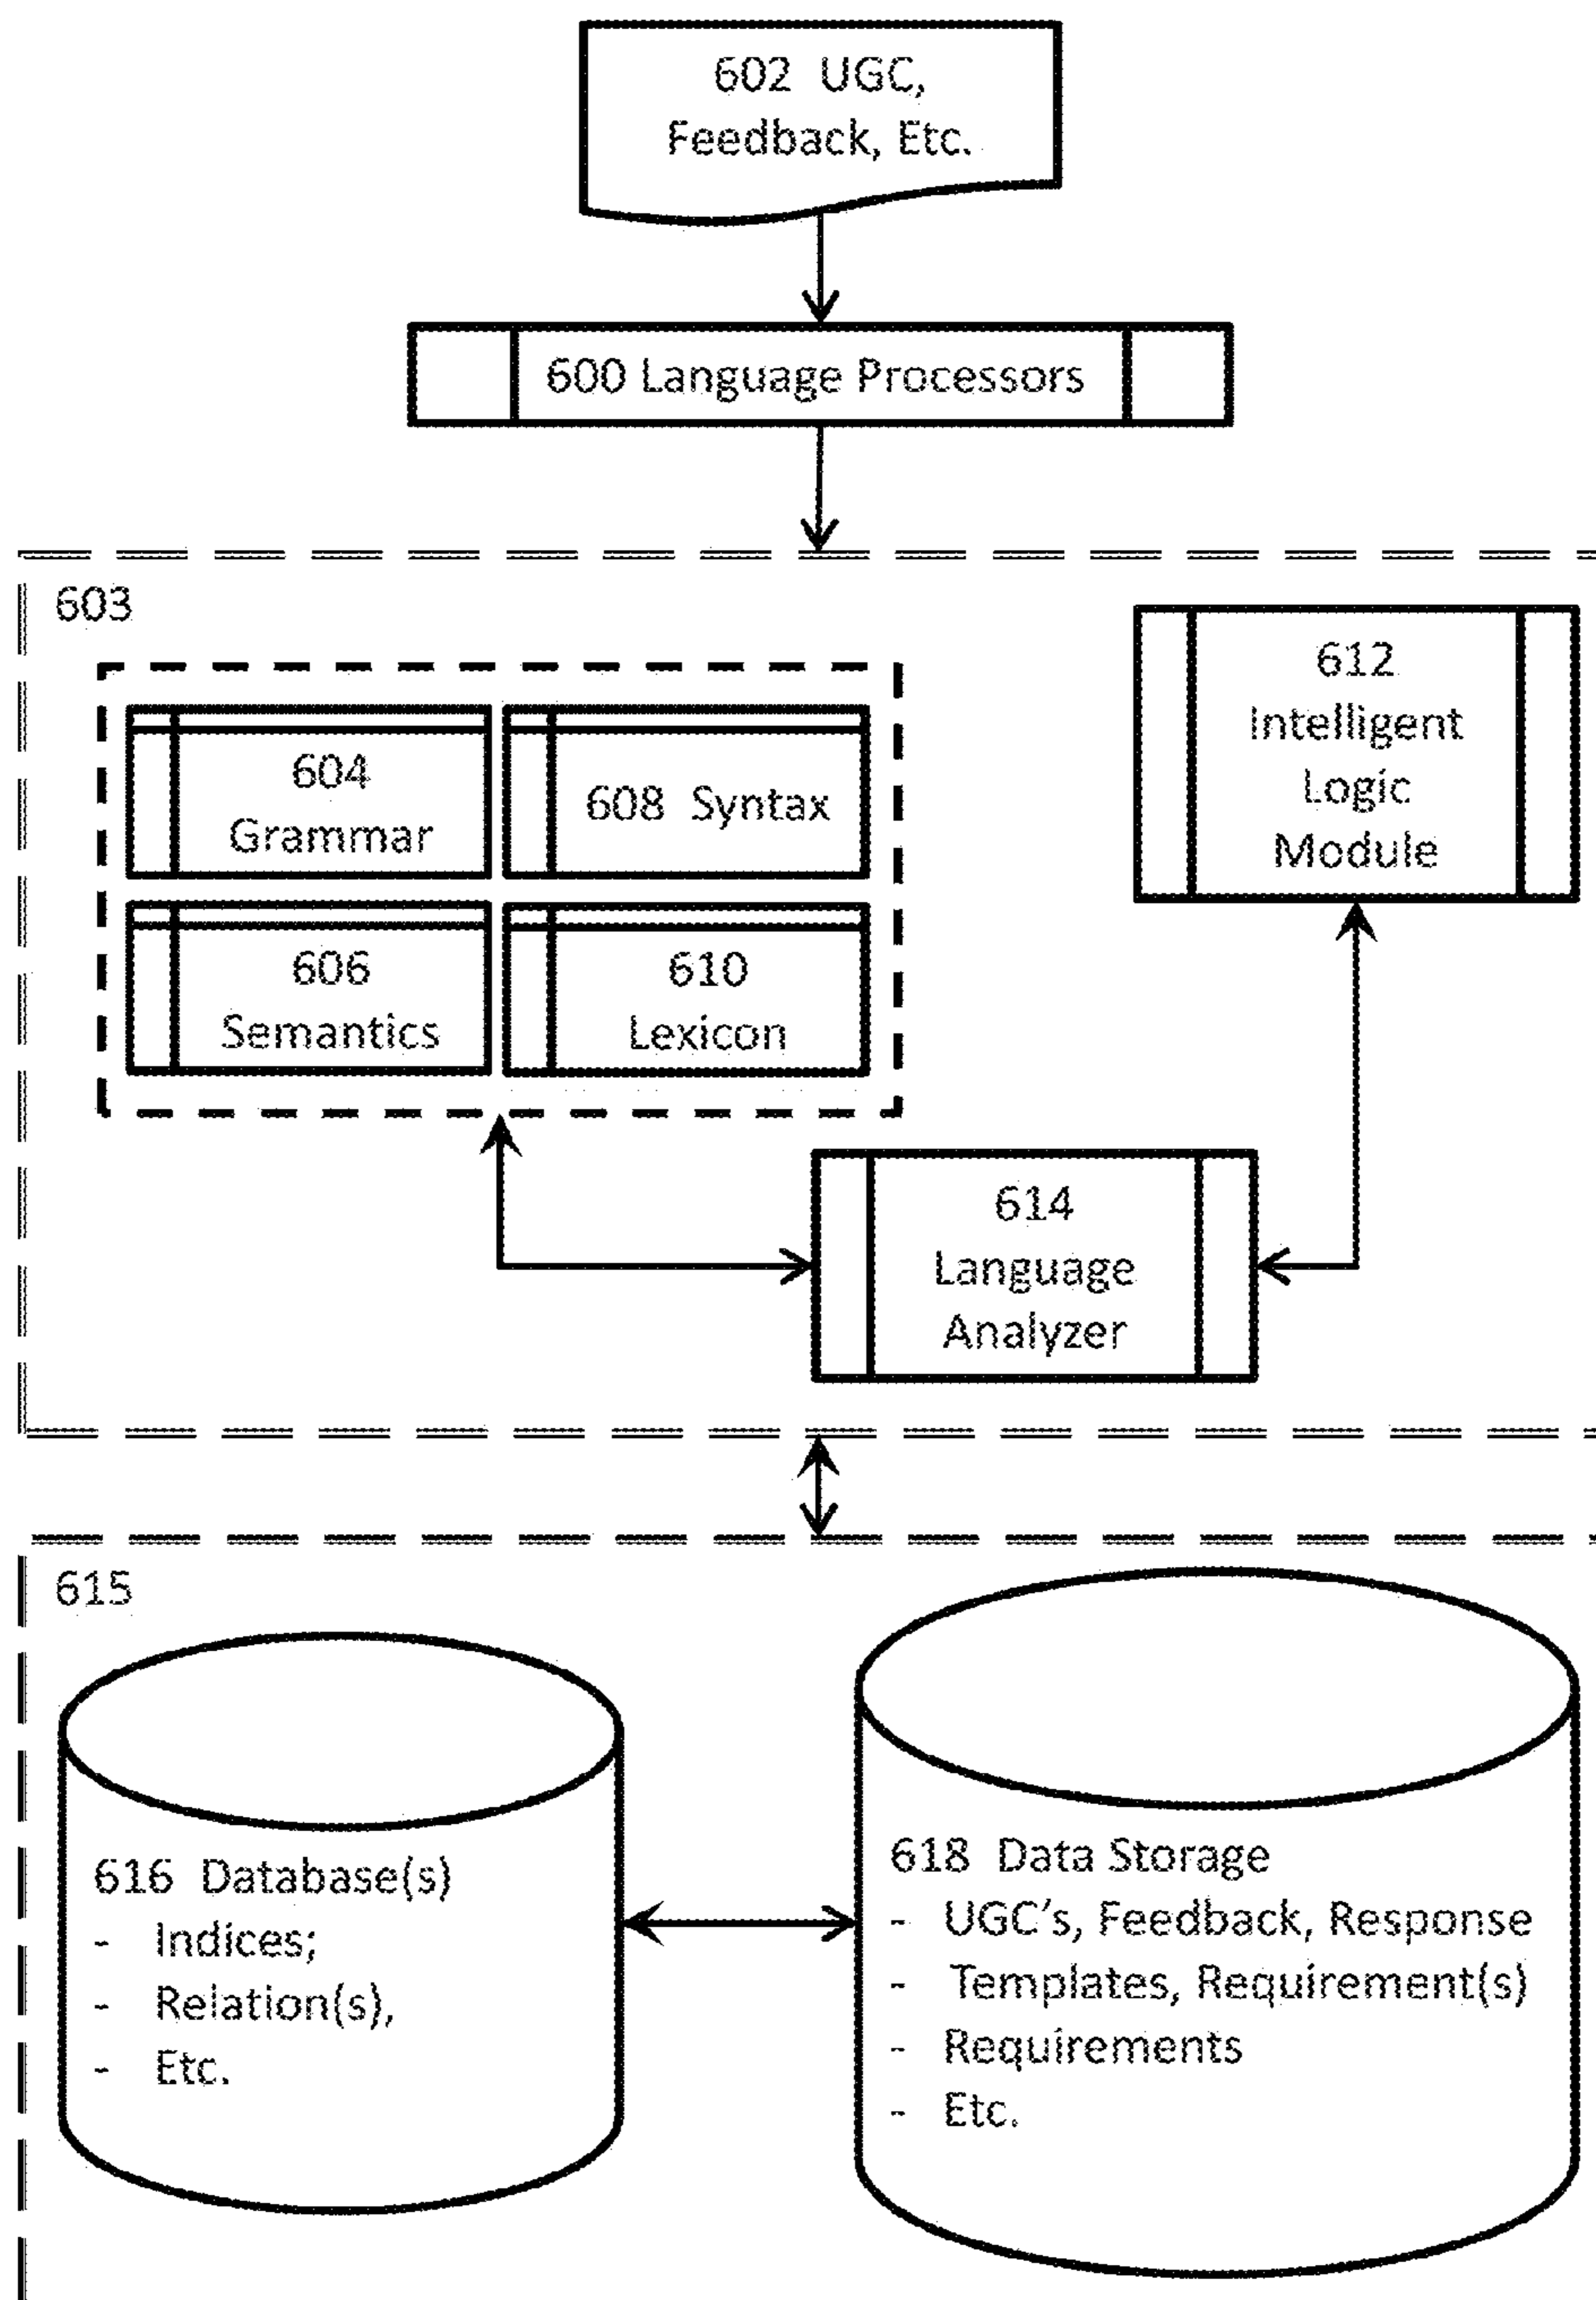 602 UGC,
Feedback, Etc.
600 Language Processors
603
604
Grammar
608 Syntax
606
Semantics
610
Lexicon
612
Intelligent
Logic
Module
614
Language
Analyzer
615
616 Database(s)
- Indices;
- Relation(s),
- Etc.
618 Data Storage
- UGC's, Feedback, Response
- Templates, Requirement(s)
- Requirements
- Etc.